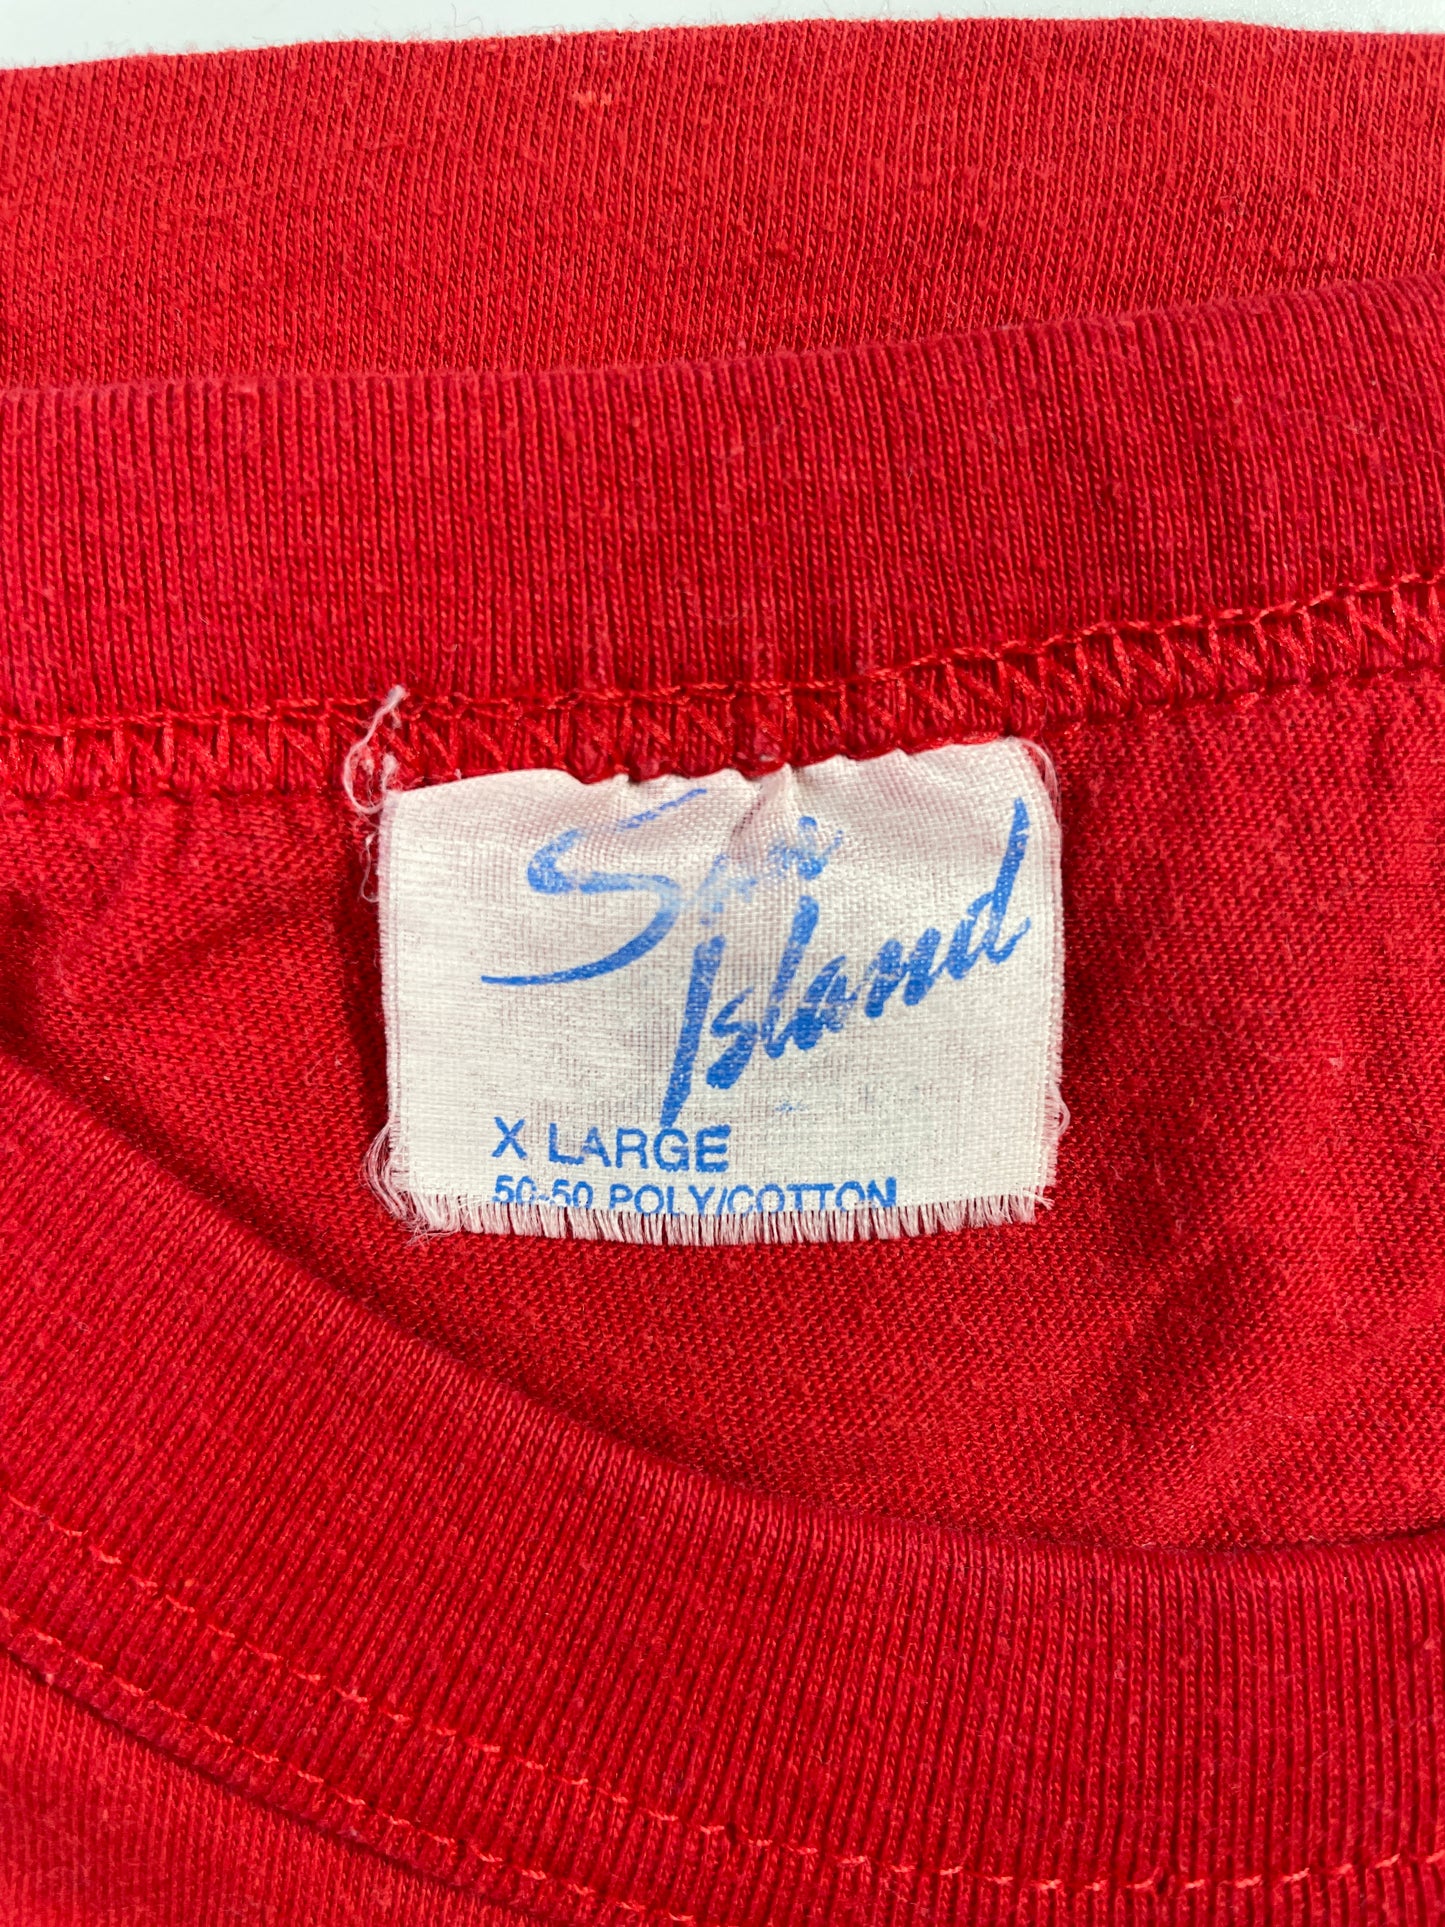 Island
X LARGE
50-50 POLY/COTTON